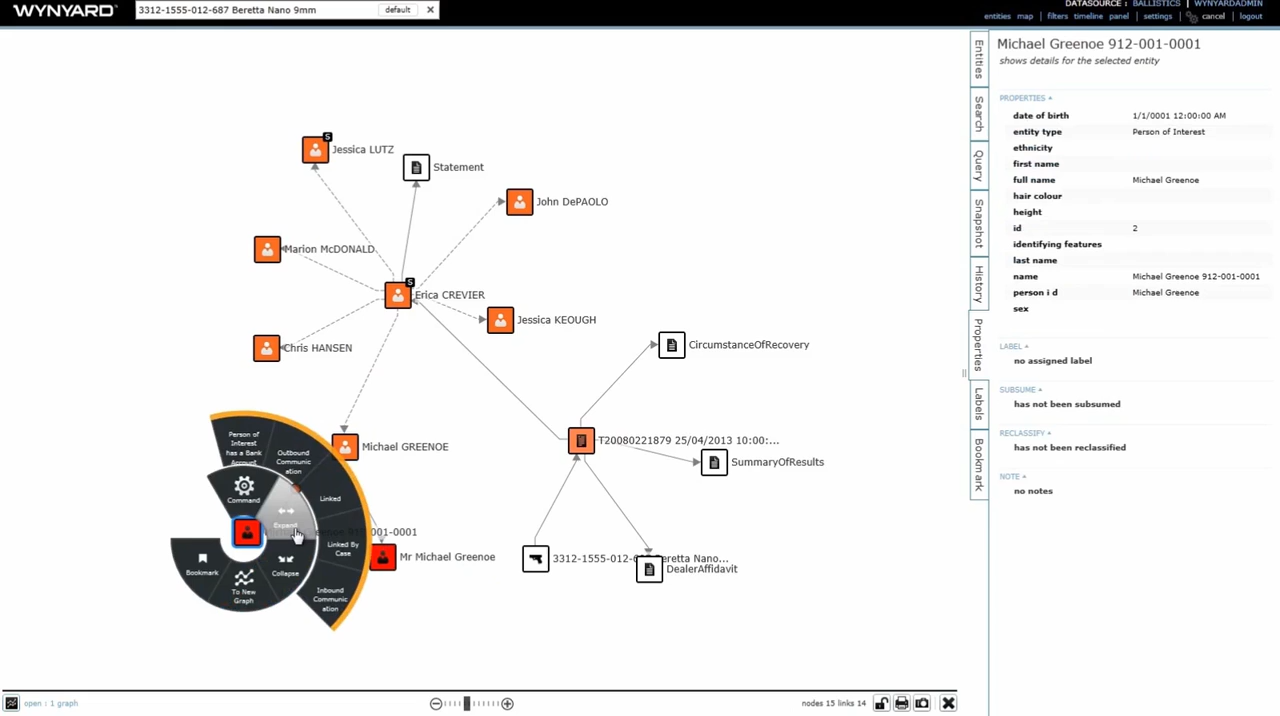 WYNYARD
3312-1555-012-687 Beretta Nano 9mm
default
DATASOURCE : BALLISTICS | WYNYARDADMIN
entities map | filters timeline panel | settings | cancel | logout
Jessica LUTZ
S
Statement
John DePAOLO
Marion McDONALD
S
Erica CREVIER
Jessica KEOUGH
Chris HANSEN
CircumstanceOfRecovery
Michael GREENOE
T20080221879 25/04/2013 10:00:...
SummaryOfResults
Person of
Interest
has a Bank
Account
Outbound
Communic
ation
Linked
Command
Expand
Linked By
Case
Collapse
Inbound
Communic
ation
To New
Graph
Bookmark
001-0001
Mr Michael Greenoe
DealerAffidavit
open : 1 graph
nodes 15 links 14
Entities
Search
Query
Snapshot
History
Properties
Labels
Bookmark
Michael Greenoe 912-001-0001
shows details for the selected entity
PROPERTIES
date of birth 1/1/0001 12:00:00 AM
entity type Person of Interest
ethnicity
first name
full name Michael Greenoe
hair colour
height
id 2
identifying features
last name
name Michael Greenoe 912-001-0001
person i d Michael Greenoe
sex
LABEL
no assigned label
SUBSUME
has not been subsumed
RECLASSIFY
has not been reclassified
NOTE
no notes